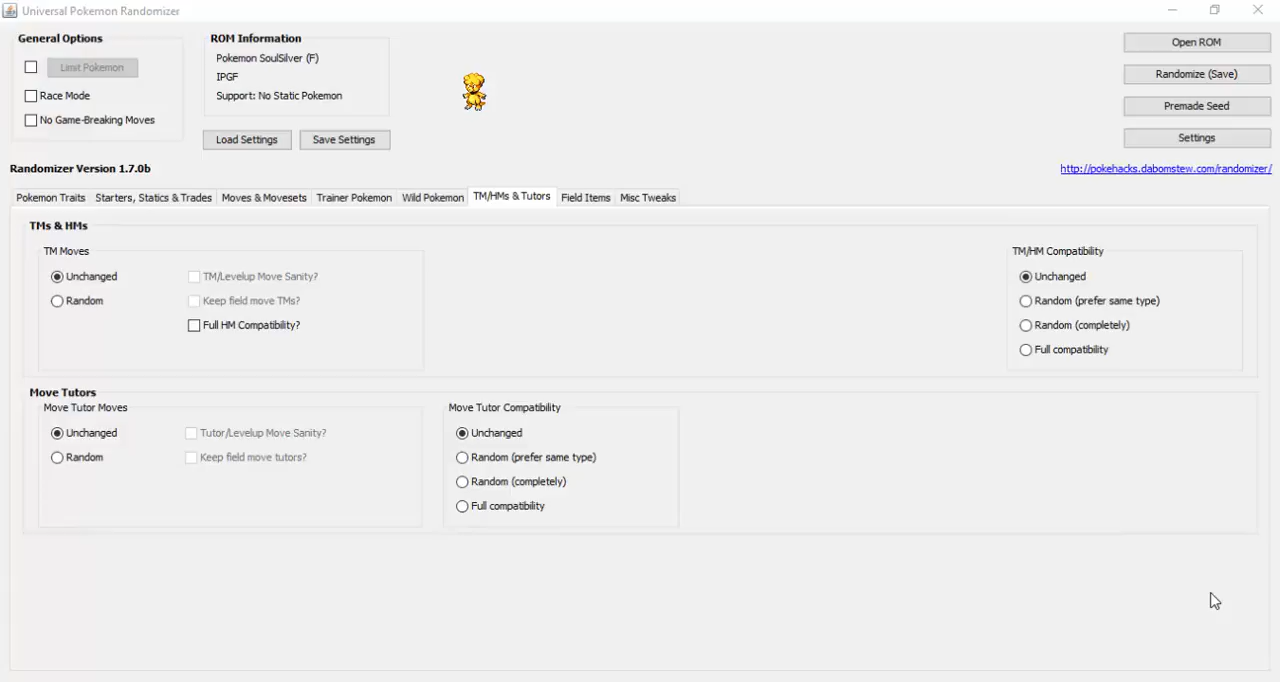 Universal Pokemon Randomizer
General Options
Limit Pokemon
Race Mode
No Game-Breaking Moves
ROM Information
Pokemon SoulSilver (F)
IPGF
Support: No Static Pokemon
Load Settings
Save Settings
Open ROM
Randomize (Save)
Premade Seed
Settings
Randomizer Version 1.7.0b
http://pokehacks.dabomstew.com/randomizer/
Pokemon Traits
Starters, Statics & Trades
Moves & Movesets
Trainer Pokemon
Wild Pokemon
TM/HMs & Tutors
Field Items
Misc Tweaks
TMs & HMs
TM Moves
Unchanged
Random
TM/Levelup Move Sanity?
Keep field move TMs?
Full HM Compatibility?
TM/HM Compatibility
Unchanged
Random (prefer same type)
Random (completely)
Full compatibility
Move Tutors
Move Tutor Moves
Unchanged
Random
Tutor/Levelup Move Sanity?
Keep field move tutors?
Move Tutor Compatibility
Unchanged
Random (prefer same type)
Random (completely)
Full compatibility